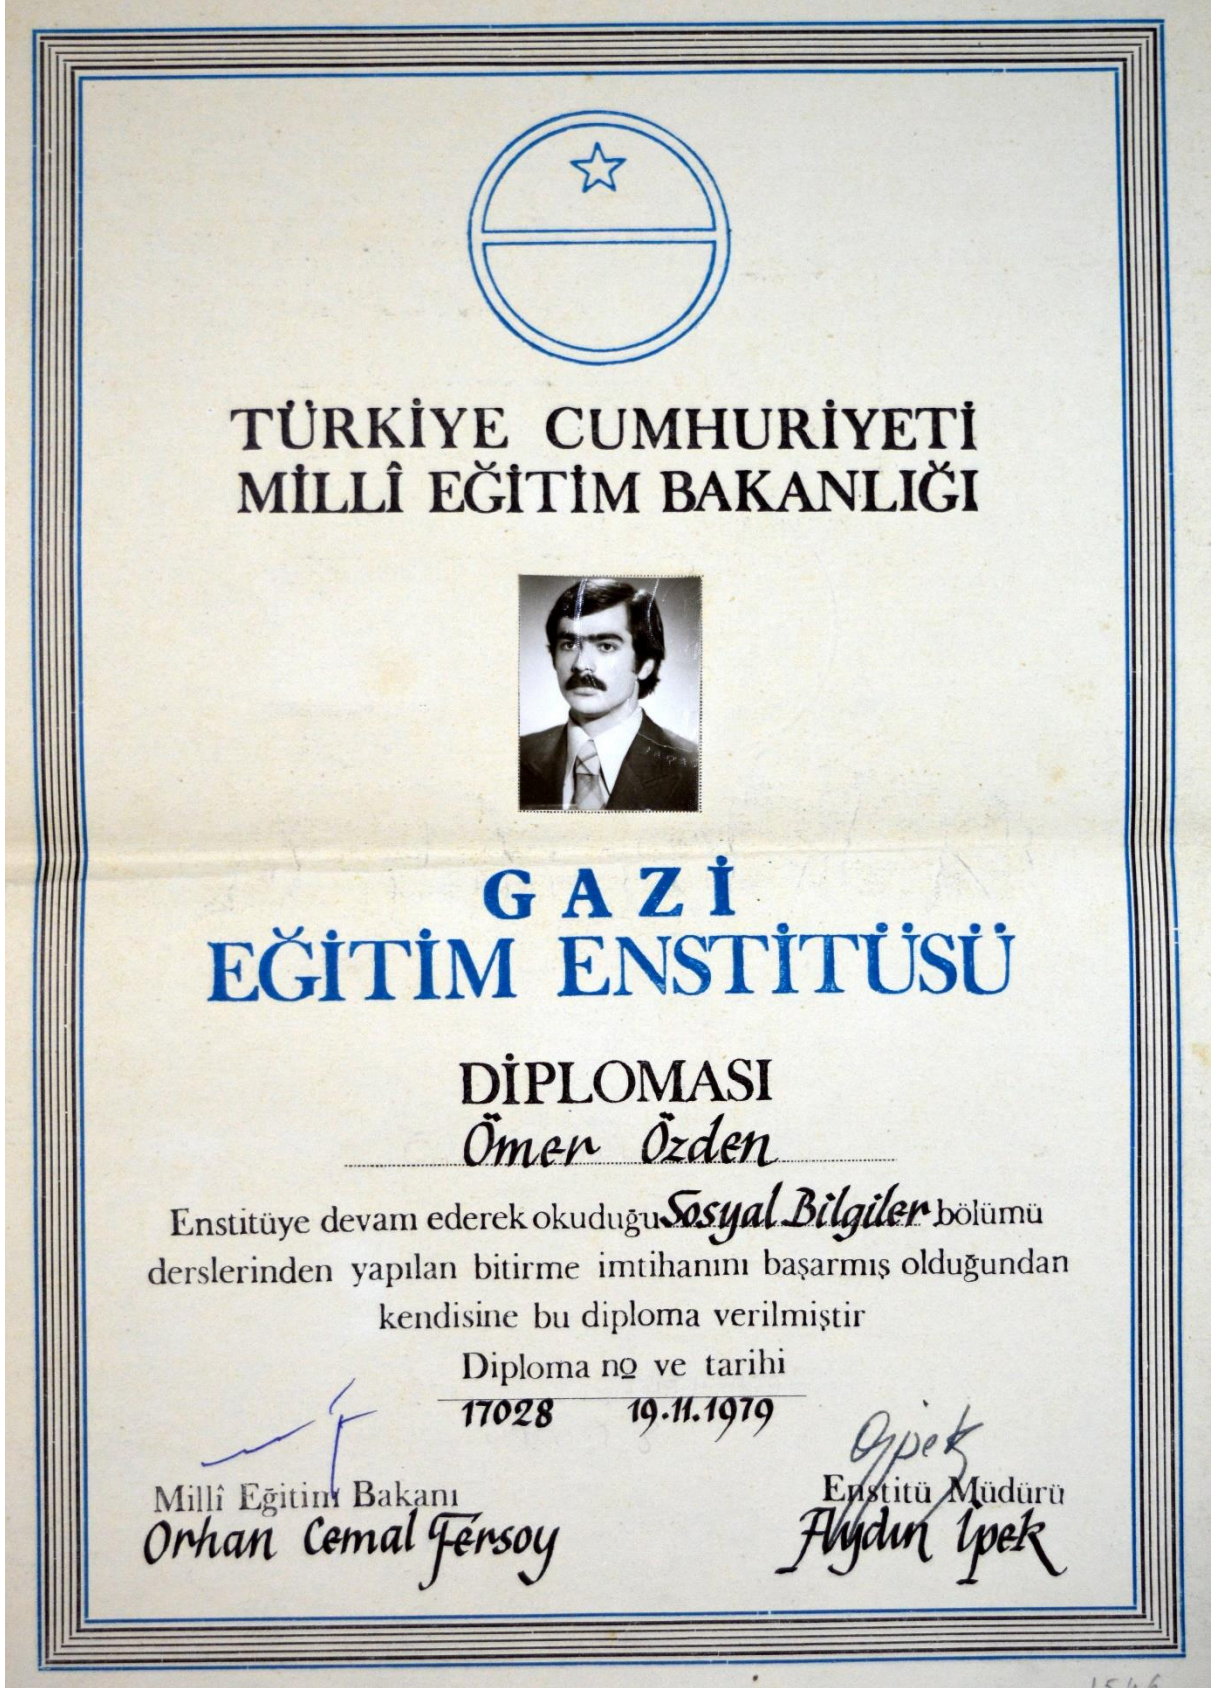 TÜRKİYE CUMHURİYETİ
MİLLÎ EĞİTİM BAKANLIĞI
GAZİ
EĞİTİM ENSTİTÜSÜ
DİPLOMASI
Ömer Özden
Enstitüye devam ederek okuduğu Sosyal Bilgiler bölümü
derslerinden yapılan bitirme imtihanını başarmış olduğundan
kendisine bu diploma verilmiştir
Diploma no ve tarihi
17028 19.11.1979
Millî Eğitim Bakanı
Orhan Cemal Fersoy
Enstitü Müdürü
Aydın İpek